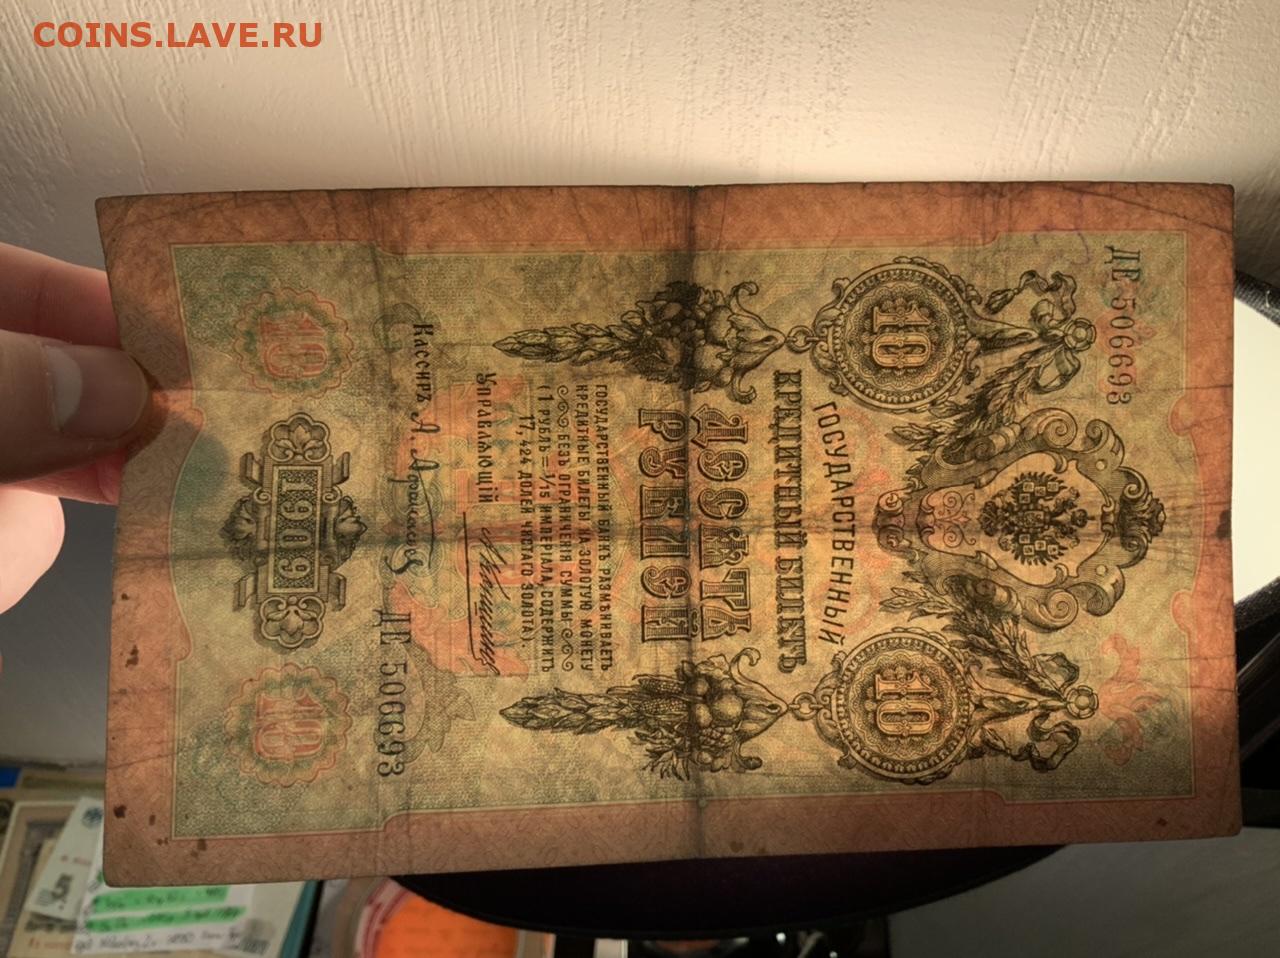 COINS.LAVE.RU
ДЕ 506693
ГОСУДАРСТВЕННЫЙ
КРЕДИТНЫЙ БИЛЕТЪ
10
10
ДЕСЯТЬ
РУБЛЕЙ
ГОСУДАРСТВЕННЫЙ БАНКЪ РАЗМѢНИВАЕТЪ
КРЕДИТНЫЕ БИЛЕТЫ НА ЗОЛОТУЮ МОНЕТУ
БЕЗЪ ОГРАНИЧЕНІЯ СУММЫ
(1 РУБЛЬ = 1/15 ИМПЕРІАЛА, СОДЕРЖИТЪ
17,424 ДОЛЕЙ ЧИСТАГО ЗОЛОТА).
Управляющій
Кассиръ
ДЕ 506693
10
1909
10